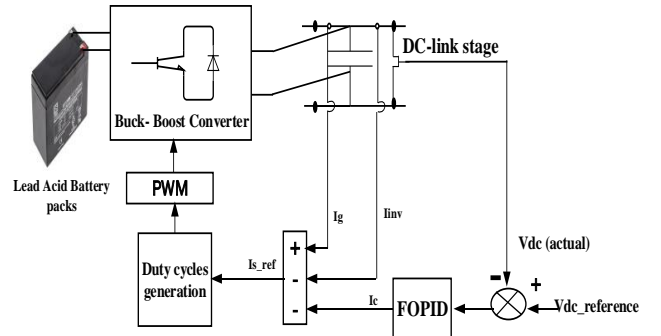 DC-link stage
Buck- Boost Converter
Lead Acid Battery
packs
PWM
Ig
Iinv
Vdc (actual)
Duty cycles
generation
Is_ref
+
-
-
Ic
FOPID
-
+
Vdc_reference